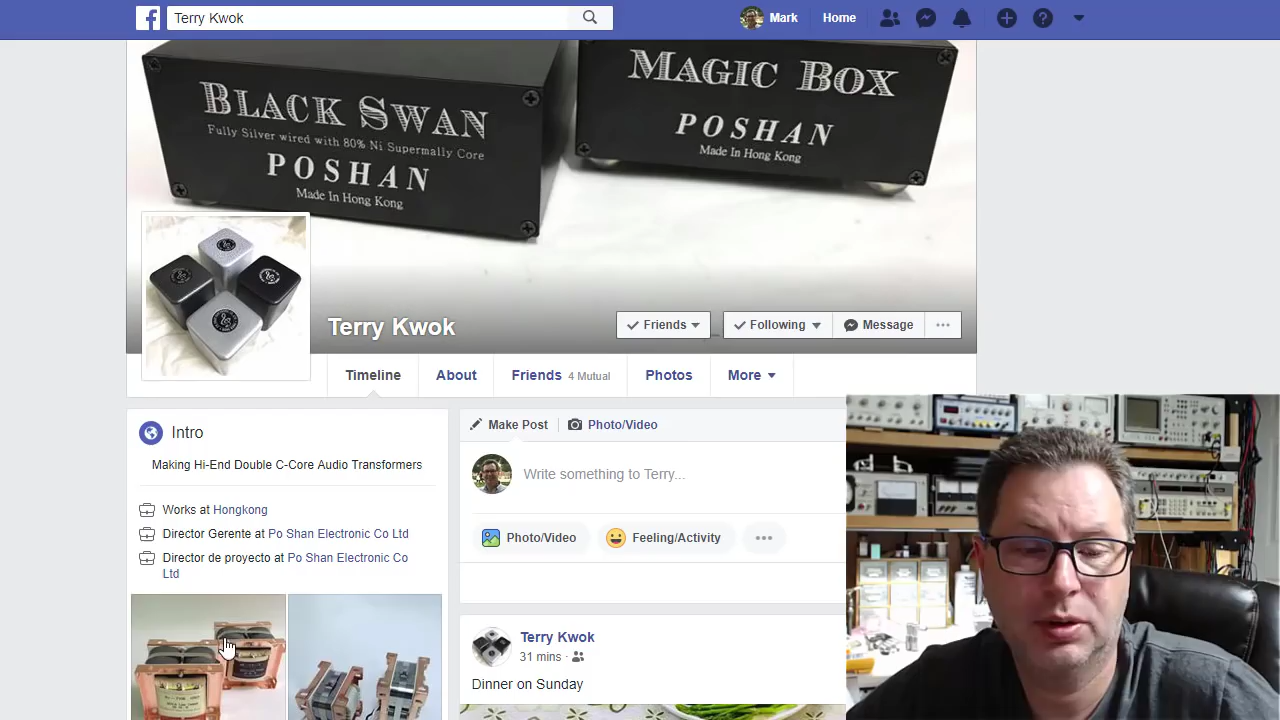 Terry Kwok
Mark
Home
BLACK SWAN
Fully Silver wired with 80% Ni Supermally Core
POSHAN
Made In Hong Kong
MAGIC BOX
POSHAN
Made In Hong Kong
Terry Kwok
Friends
Following
Message
Timeline
About
Friends 4 Mutual
Photos
More
Intro
Making Hi-End Double C-Core Audio Transformers
Works at Hongkong
Director Gerente at Po Shan Electronic Co Ltd
Director de proyecto at Po Shan Electronic Co
Ltd
Make Post
Photo/Video
Write something to Terry...
Photo/Video
Feeling/Activity
Terry Kwok
31 mins ·
Dinner on Sunday